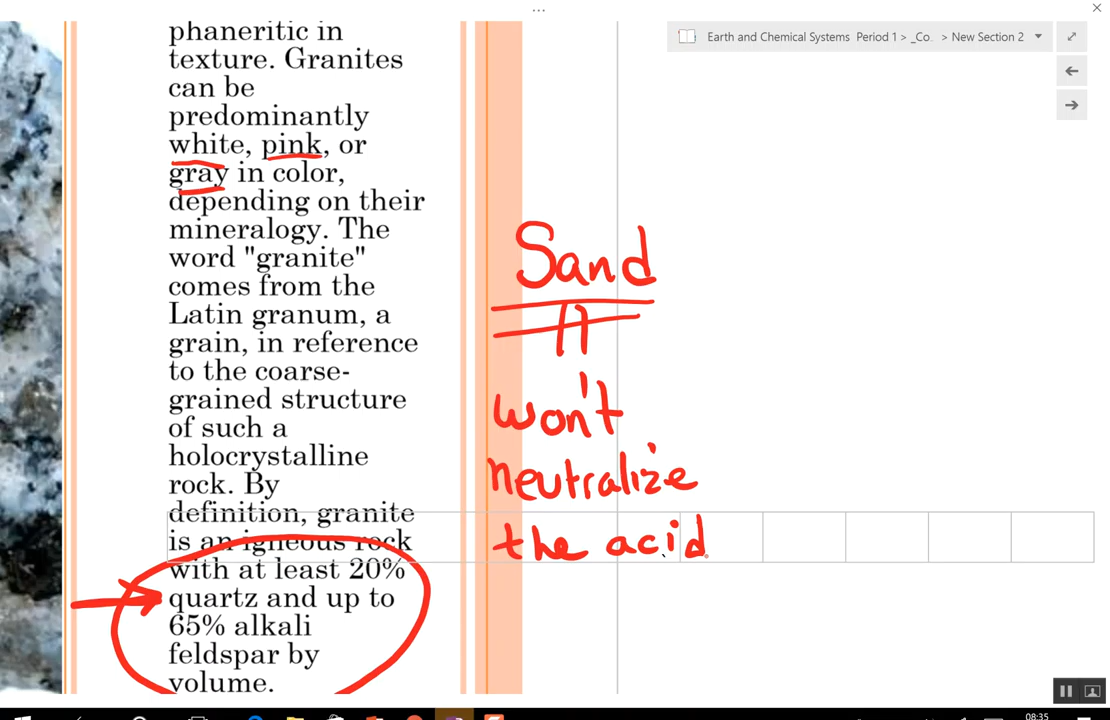 phaneritic in
texture. Granites
can be
predominantly
white, pink, or
gray in color,
depending on their
mineralogy. The
word "granite"
comes from the
Latin granum, a
grain, in reference
to the coarse-
grained structure
of such a
holocrystalline
rock. By
definition, granite
is an igneous rock
with at least 20%
quartz and up to
65% alkali
feldspar by
volume.
Sand
won't
neutralize
the acid
Earth and Chemical Systems Period 1 > _Co. > New Section 2
08:35